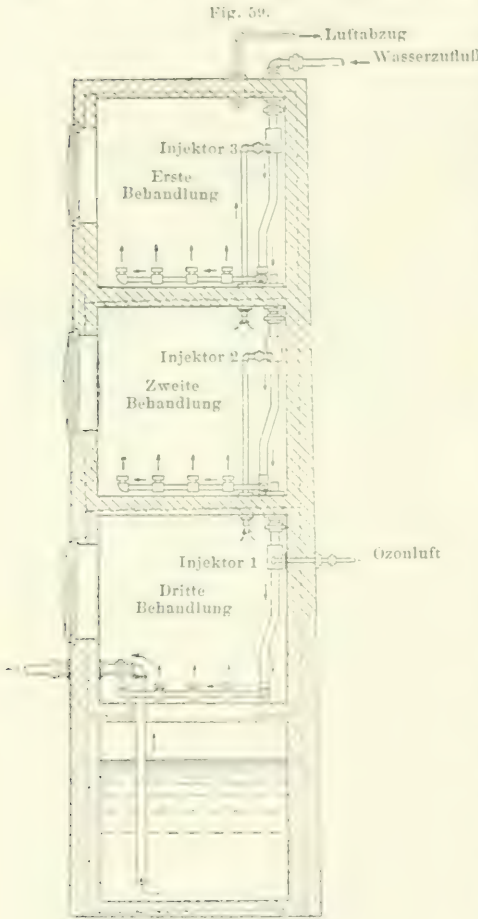 Fig. 59.
Luftabzug
Wasserzufluß
Injektor 3
Erste
Behandlung
Injektor 2
Zweite
Behandlung
Injektor 1
Ozonluft
Dritte
Behandlung